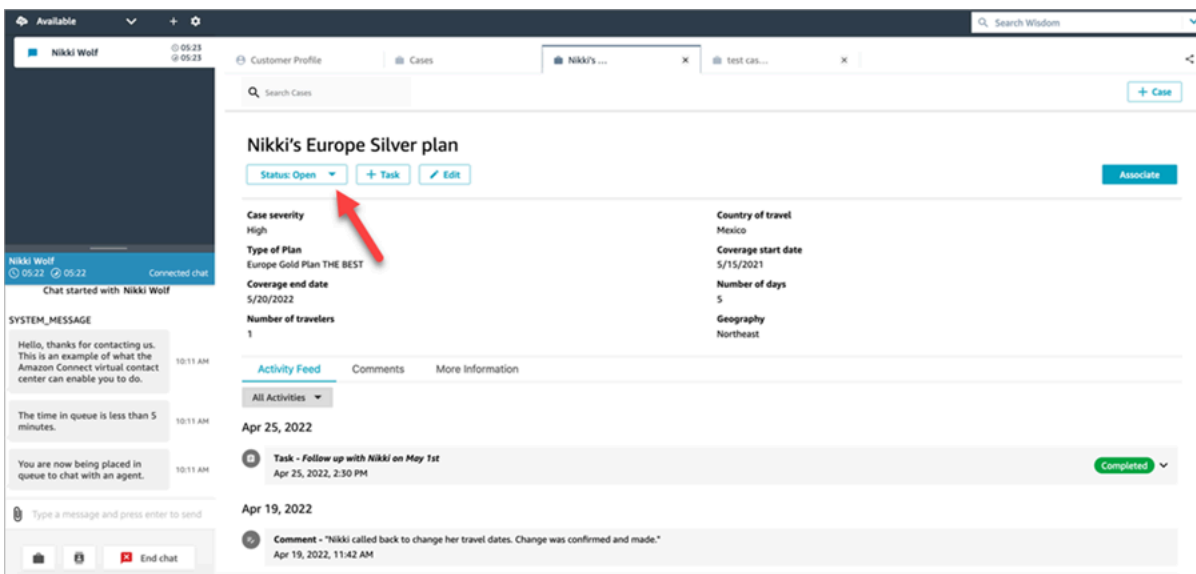 Available
Search Wisdom
Nikki Wolf
05:23
05:23
Customer Profile
Cases
Nikki's ...
test cas...
Search Cases
+ Case
Nikki's Europe Silver plan
Status: Open
+ Task
Edit
Associate
Case severity
High
Country of travel
Mexico
Type of Plan
Europe Gold Plan THE BEST
Coverage start date
5/15/2021
Coverage end date
5/20/2022
Number of days
5
Number of travelers
1
Geography
Northeast
Nikki Wolf
05:22 05:22 Connected chat
Chat started with Nikki Wolf
SYSTEM_MESSAGE
Hello, thanks for contacting us.
This is an example of what the
Amazon Connect virtual contact
center can enable you to do.
10:11 AM
The time in queue is less than 5
minutes.
10:11 AM
You are now being placed in
queue to chat with an agent.
10:11 AM
Type a message and press enter to send
End chat
Activity Feed Comments More Information
All Activities
Apr 25, 2022
Task - Follow up with Nikki on May 1st
Apr 25, 2022, 2:30 PM
Completed
Apr 19, 2022
Comment - "Nikki called back to change her travel dates. Change was confirmed and made."
Apr 19, 2022, 11:42 AM